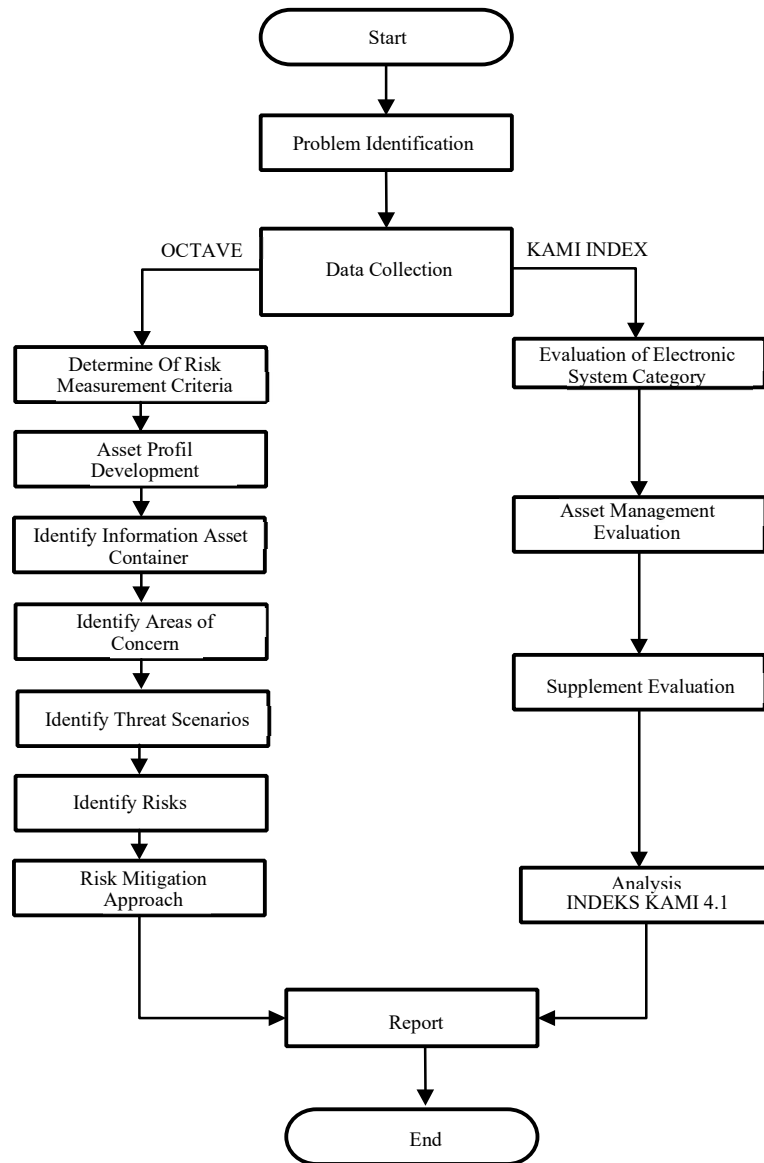 Start
Problem Identification
OCTAVE
KAMI INDEX
Data Collection
Determine Of Risk
Measurement Criteria
Asset Profil
Development
Identify Information Asset
Container
Identify Areas of
Concern
Identify Threat Scenarios
Identify Risks
Risk Mitigation
Approach
Evaluation of Electronic
System Category
Asset Management
Evaluation
Supplement Evaluation
Analysis
INDEKS KAMI 4.1
Report
End